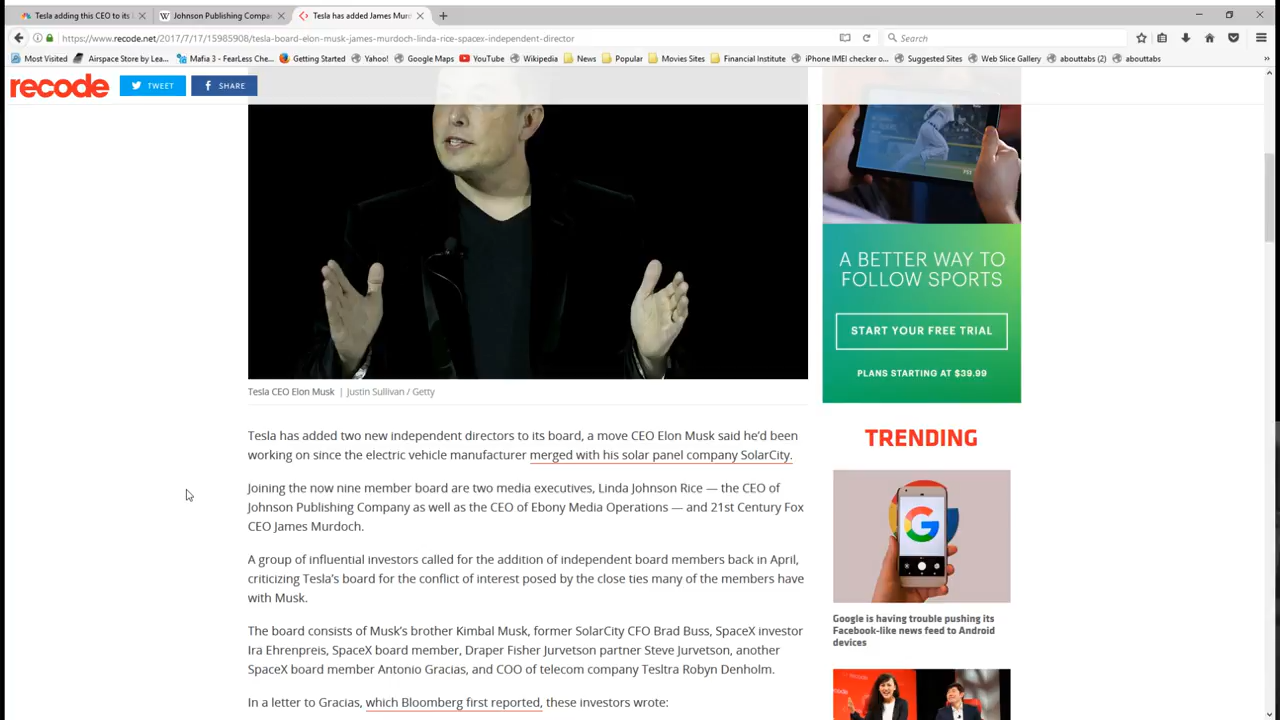 Tesla adding this CEO to its
Johnson Publishing Compa
Tesla has added James Murd
https://www.recode.net/2017/7/17/15985908/tesla-board-elon-musk-james-murdoch-linda-rice-spacex-independent-director
Search
Most Visited
Airspace Store by Lea...
Mafia 3 - FearLess Che...
Getting Started
Yahoo!
Google Maps
YouTube
Wikipedia
News
Popular
Movies Sites
Financial Institute
iPhone IMEI checker o...
Suggested Sites
Web Slice Gallery
abouttabs (2)
abouttabs
recode
TWEET
SHARE
Tesla CEO Elon Musk | Justin Sullivan / Getty
Tesla has added two new independent directors to its board, a move CEO Elon Musk said he'd been
working on since the electric vehicle manufacturer merged with his solar panel company SolarCity.
Joining the now nine member board are two media executives, Linda Johnson Rice — the CEO of
Johnson Publishing Company as well as the CEO of Ebony Media Operations — and 21st Century Fox
CEO James Murdoch.
A group of influential investors called for the addition of independent board members back in April,
criticizing Tesla's board for the conflict of interest posed by the close ties many of the members have
with Musk.
The board consists of Musk's brother Kimbal Musk, former SolarCity CFO Brad Buss, SpaceX investor
Ira Ehrenpreis, SpaceX board member, Draper Fisher Jurvetson partner Steve Jurvetson, another
SpaceX board member Antonio Gracias, and COO of telecom company Tesltra Robyn Denholm.
In a letter to Gracias, which Bloomberg first reported, these investors wrote:
A BETTER WAY TO
FOLLOW SPORTS
START YOUR FREE TRIAL
PLANS STARTING AT $39.99
TRENDING
Google is having trouble pushing its
Facebook-like news feed to Android
devices